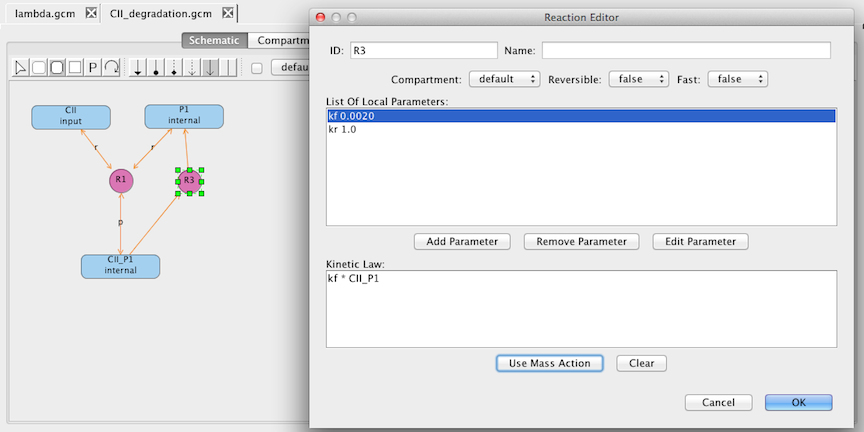 lambda.gcm CII_degradation.gcm
Schematic Compartm
P defau
CII
input
P1
internal
r r
R1 R3
p
CII_P1
internal
Reaction Editor
ID: R3 Name:
Compartment: default Reversible: false Fast: false
List Of Local Parameters:
kf 0.0020
kr 1.0
Add Parameter Remove Parameter Edit Parameter
Kinetic Law:
kf * CII_P1
Use Mass Action Clear
Cancel OK